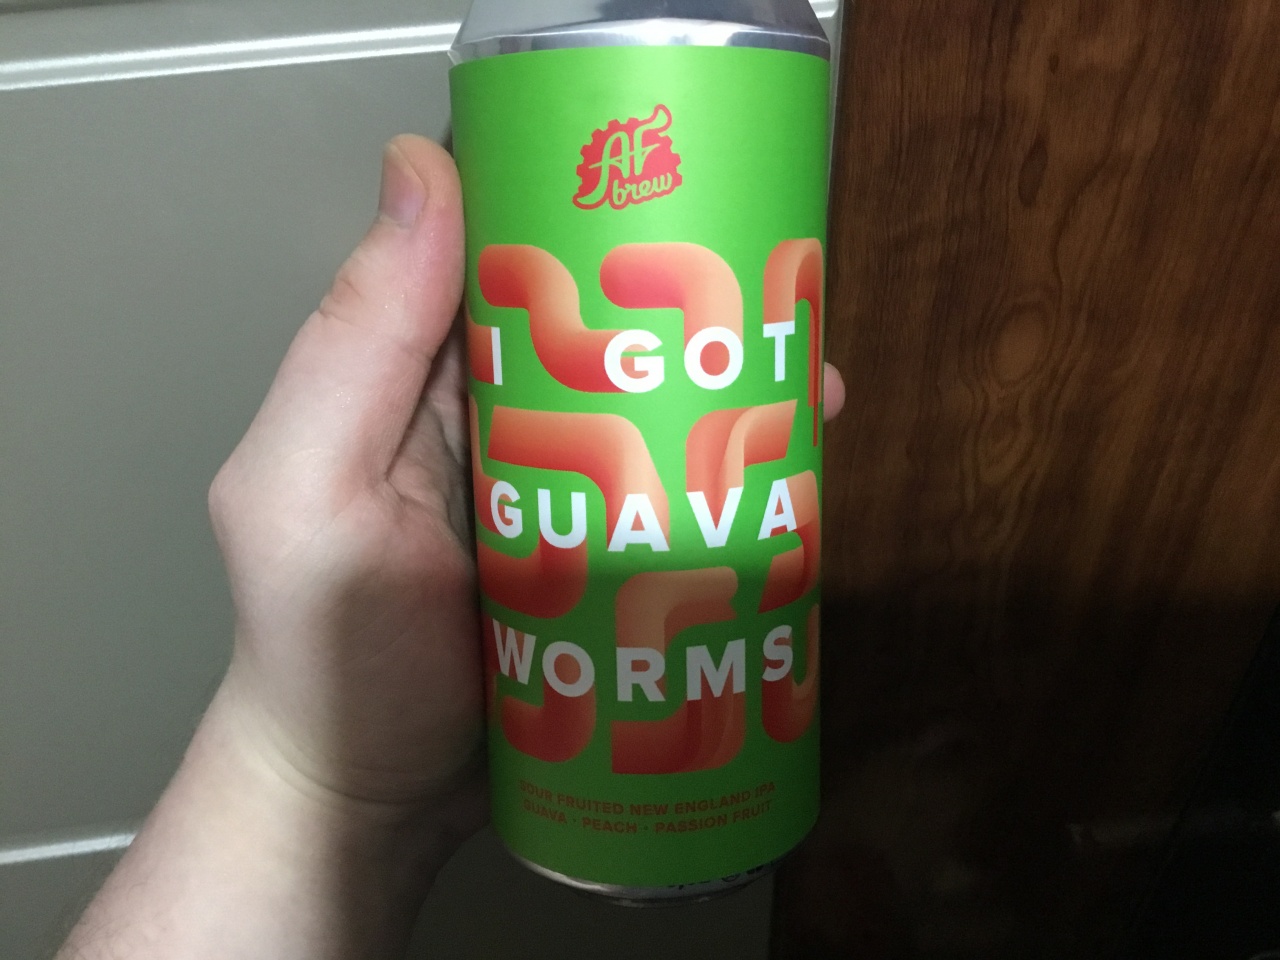 AF
brew
I GOT
GUAVA
WORMS
SOUR FRUITED NEW ENGLAND IPA
GUAVA · PEACH · PASSION FRUIT